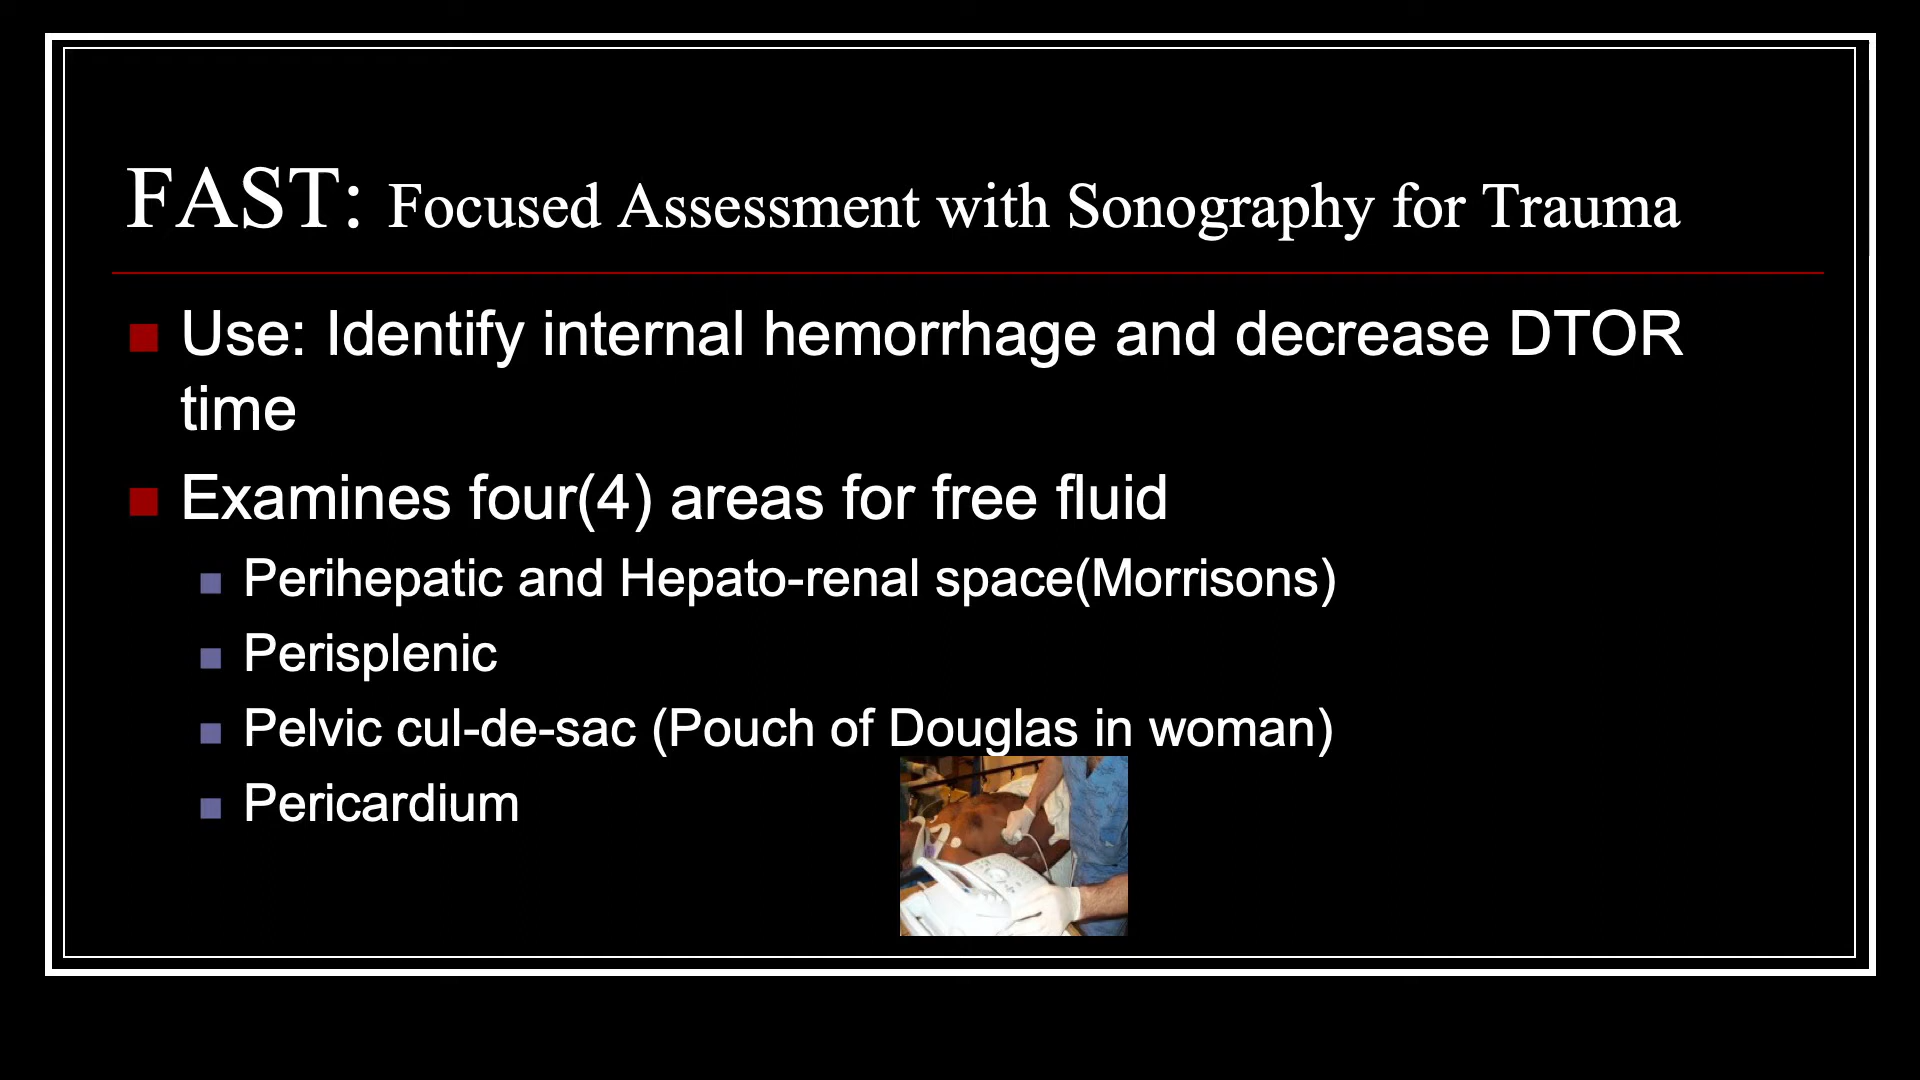 FAST: Focused Assessment with Sonography for Trauma
Use: Identify internal hemorrhage and decrease DTOR
time
Examines four(4) areas for free fluid
Perihepatic and Hepato-renal space(Morrisons)
Perisplenic
Pelvic cul-de-sac (Pouch of Douglas in woman)
Pericardium